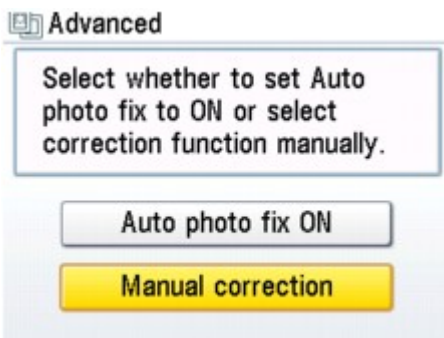 Advanced
Select whether to set Auto
photo fix to ON or select
correction function manually.
Auto photo fix ON
Manual correction